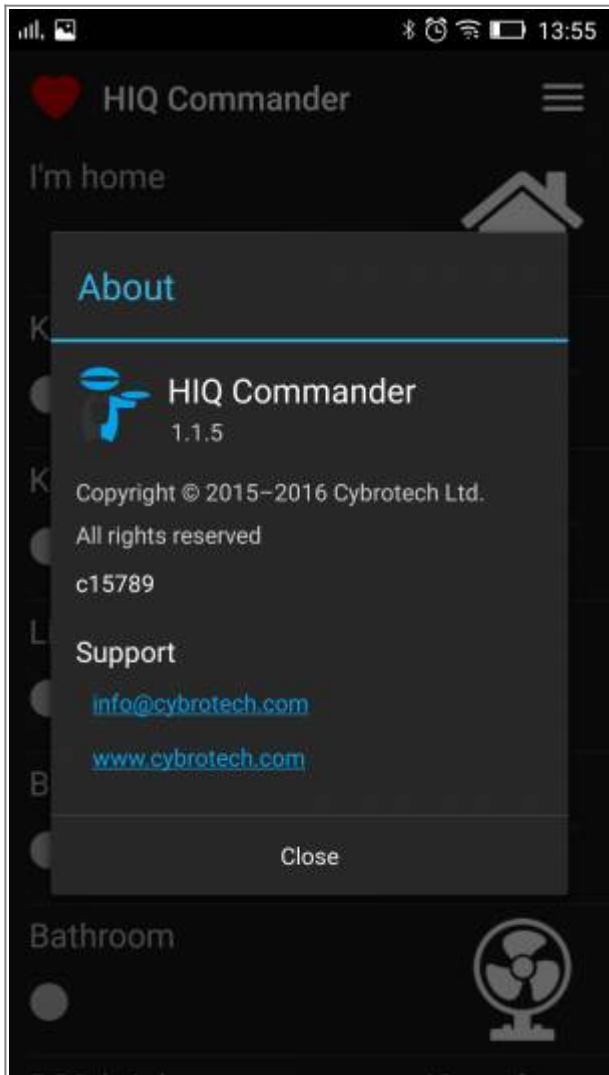 13:55
HIQ Commander
I'm home
About
K
HIQ Commander
1.1.5
K
Copyright © 2015–2016 Cybrotech Ltd.
All rights reserved
c15789
L
Support
info@cybrotech.com
www.cybrotech.com
B
Close
Bathroom